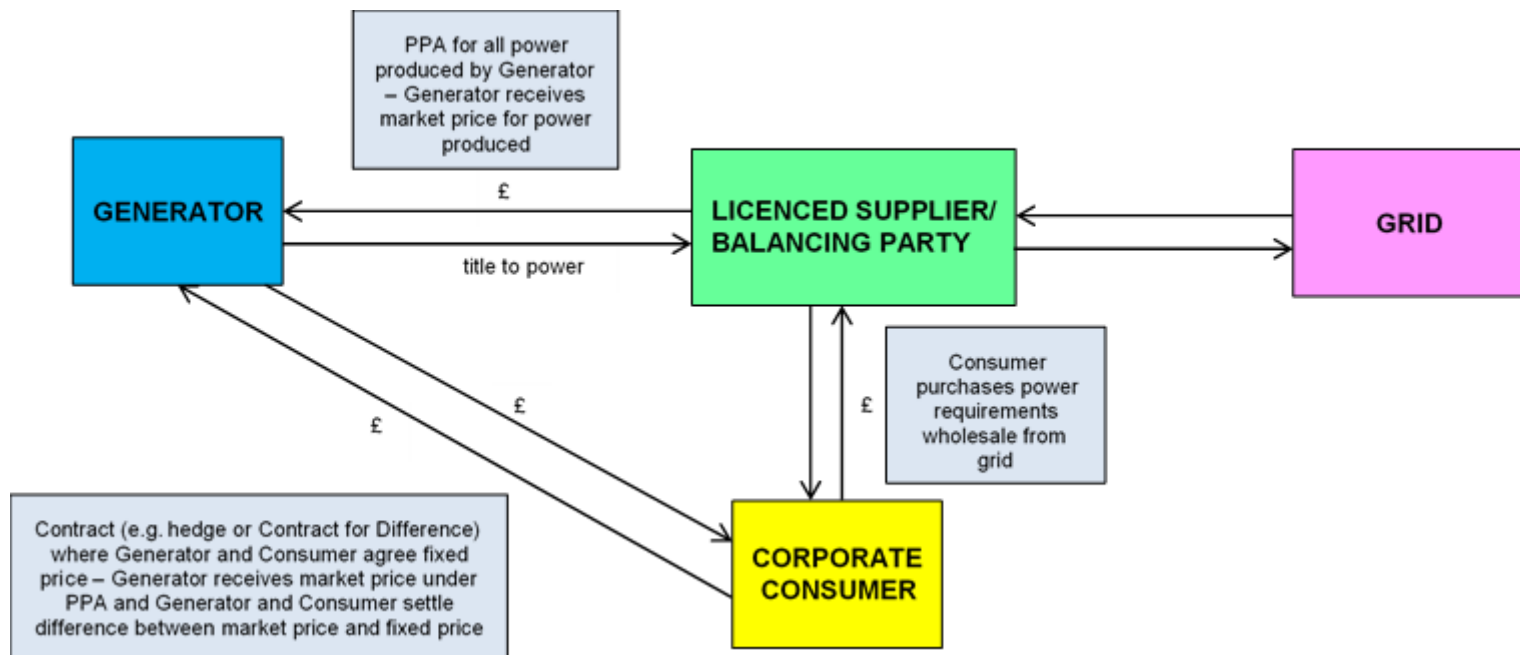 PPA for all power
produced by Generator
– Generator receives
market price for power
produced
GENERATOR
£
LICENCED SUPPLIER/
BALANCING PARTY
GRID
title to power
£
£
£
Consumer
purchases power
requirements
wholesale from
grid
Contract (e.g. hedge or Contract for Difference)
where Generator and Consumer agree fixed
price – Generator receives market price under
PPA and Generator and Consumer settle
difference between market price and fixed price
CORPORATE
CONSUMER